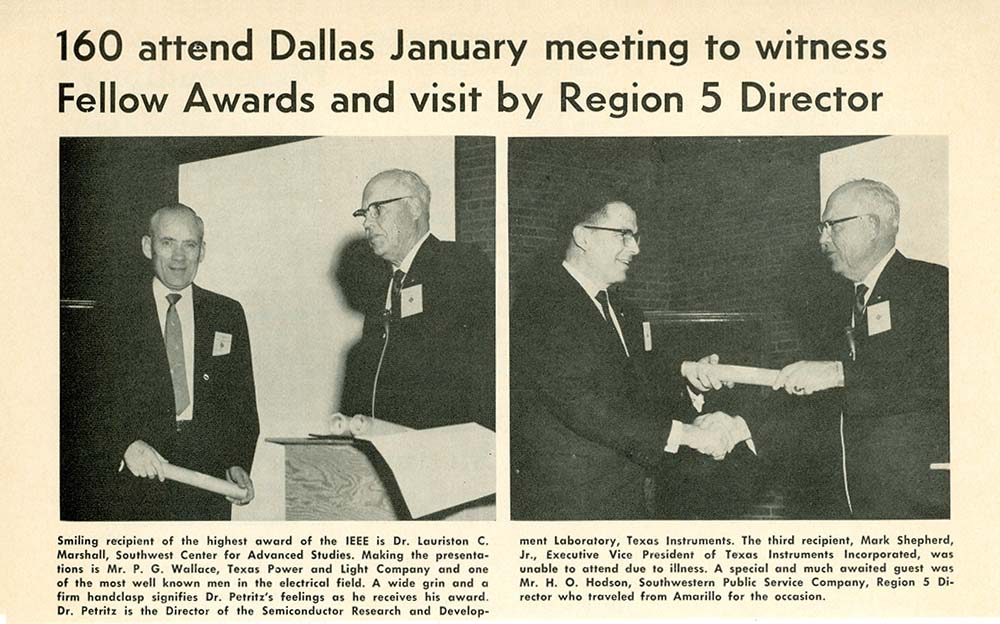 160 attend Dallas January meeting to witness
Fellow Awards and visit by Region 5 Director
Smiling recipient of the highest award of the IEEE is Dr. Lauriston C.
Marshall, Southwest Center for Advanced Studies. Making the presenta-
tions is Mr. P. G. Wallace, Texas Power and Light Company and one
of the most well known men in the electrical field. A wide grin and a
firm handclasp signifies Dr. Petritz's feelings as he receives his award.
Dr. Petritz is the Director of the Semiconductor Research and Develop-
ment Laboratory, Texas Instruments. The third recipient, Mark Shepherd,
Jr., Executive Vice President of Texas Instruments Incorporated, was
unable to attend due to illness. A special and much awaited guest was
Mr. H. O. Hodson, Southwestern Public Service Company, Region 5 Di-
rector who traveled from Amarillo for the occasion.